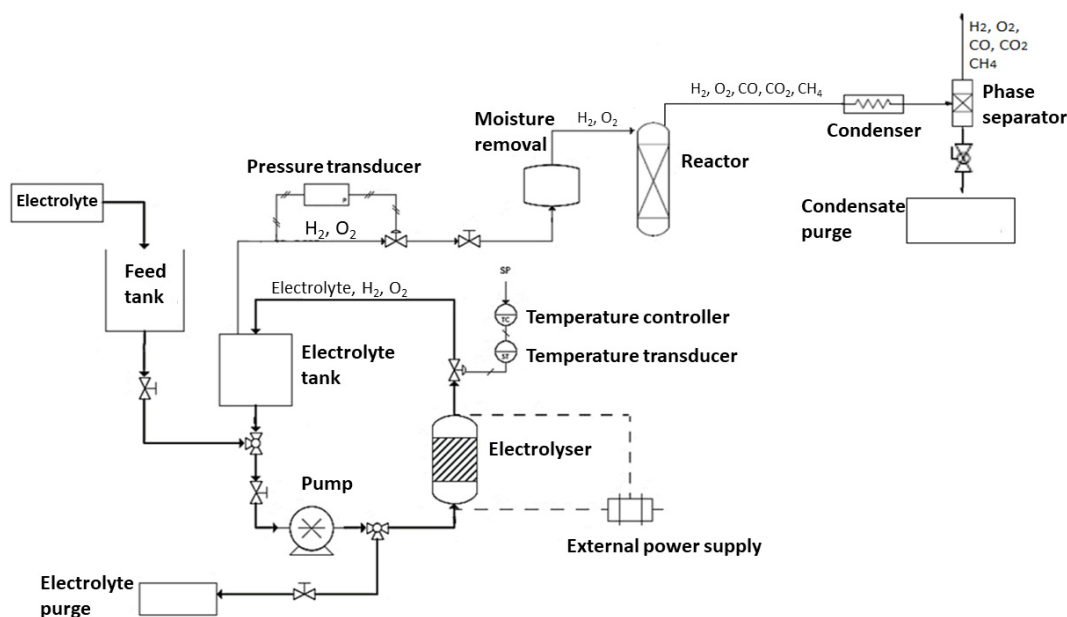 H2, O2,
CO, CO2
CH4
Phase
separator
H₂, O₂, CO, CO₂, CH₄
Condenser
Moisture
removal
H₂, O₂
Reactor
Pressure transducer
P
H₂, O₂
Electrolyte
Condensate
purge
Feed
tank
SP
Electrolyte, H₂, O₂
TC
Temperature controller
ST
Temperature transducer
Electrolyte
tank
Electrolyser
Pump
External power supply
Electrolyte
purge